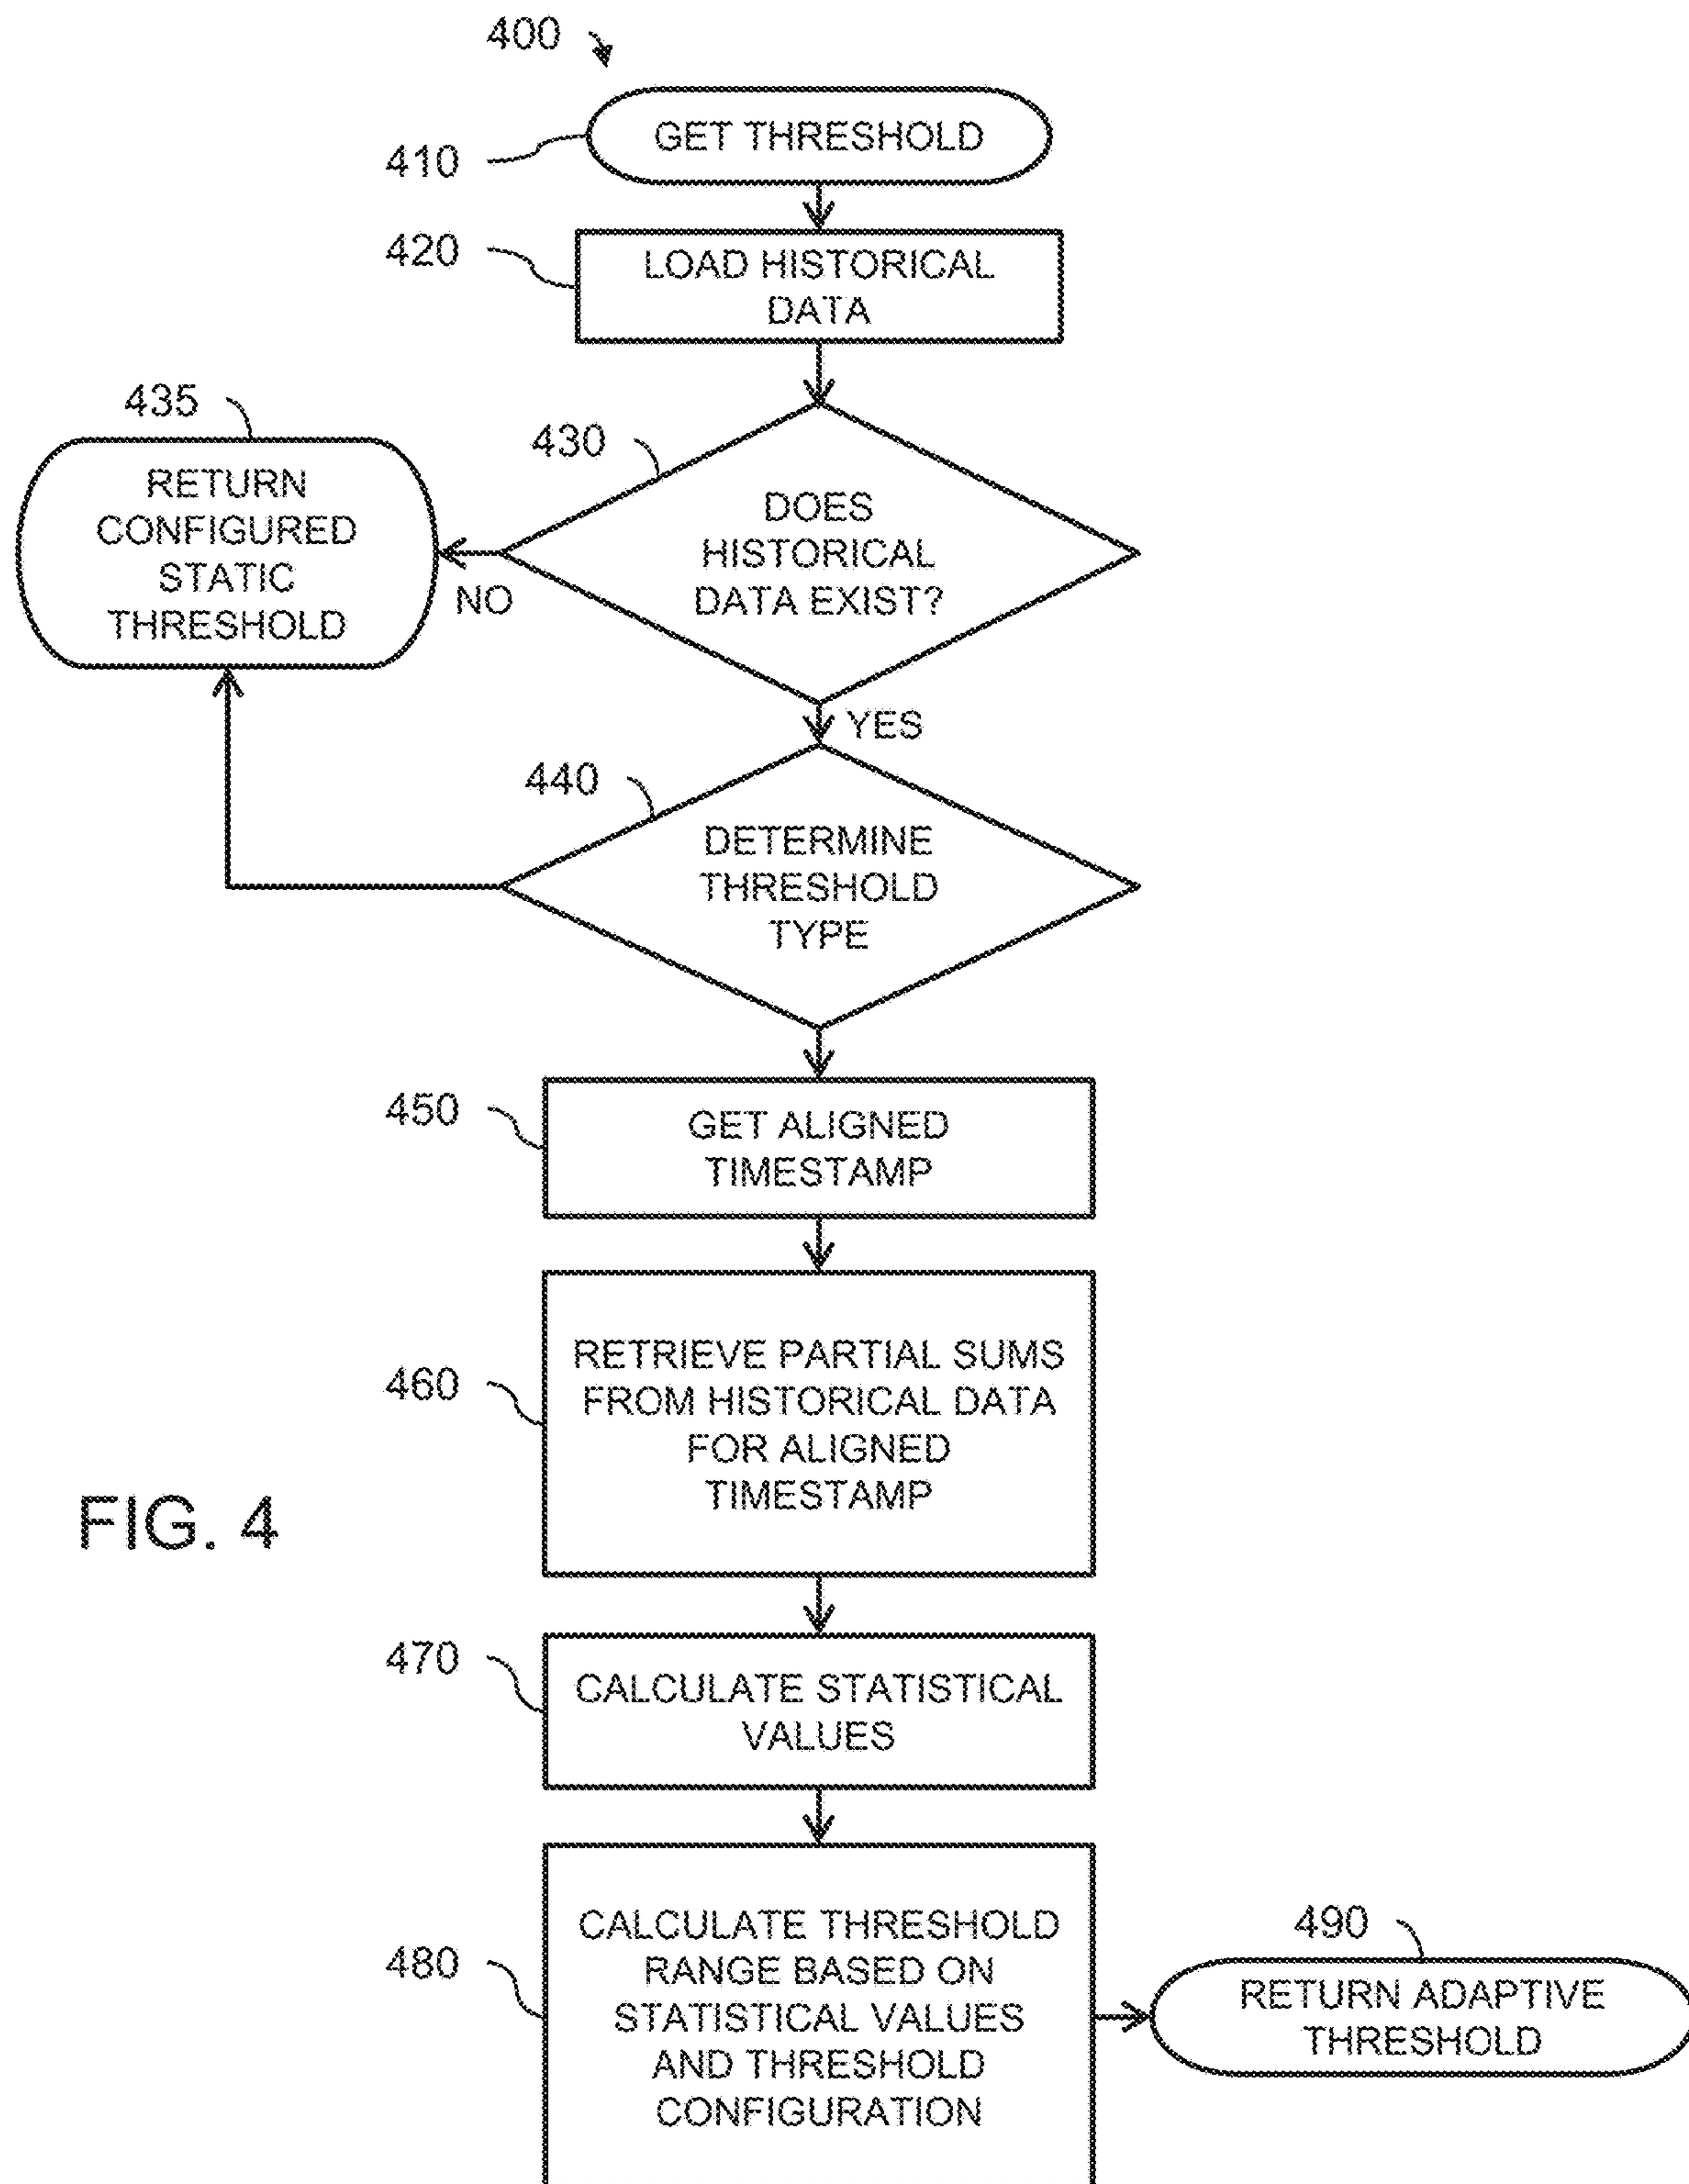 400
410
GET THRESHOLD
420
LOAD HISTORICAL
DATA
435
RETURN
CONFIGURED
STATIC
THRESHOLD
430
DOES
HISTORICAL
DATA EXIST?
NO
YES
440
DETERMINE
THRESHOLD
TYPE
450
GET ALIGNED
TIMESTAMP
460
RETRIEVE PARTIAL SUMS
FROM HISTORICAL DATA
FOR ALIGNED
TIMESTAMP
FIG. 4
470
CALCULATE STATISTICAL
VALUES
480
CALCULATE THRESHOLD
RANGE BASED ON
STATISTICAL VALUES
AND THRESHOLD
CONFIGURATION
490
RETURN ADAPTIVE
THRESHOLD